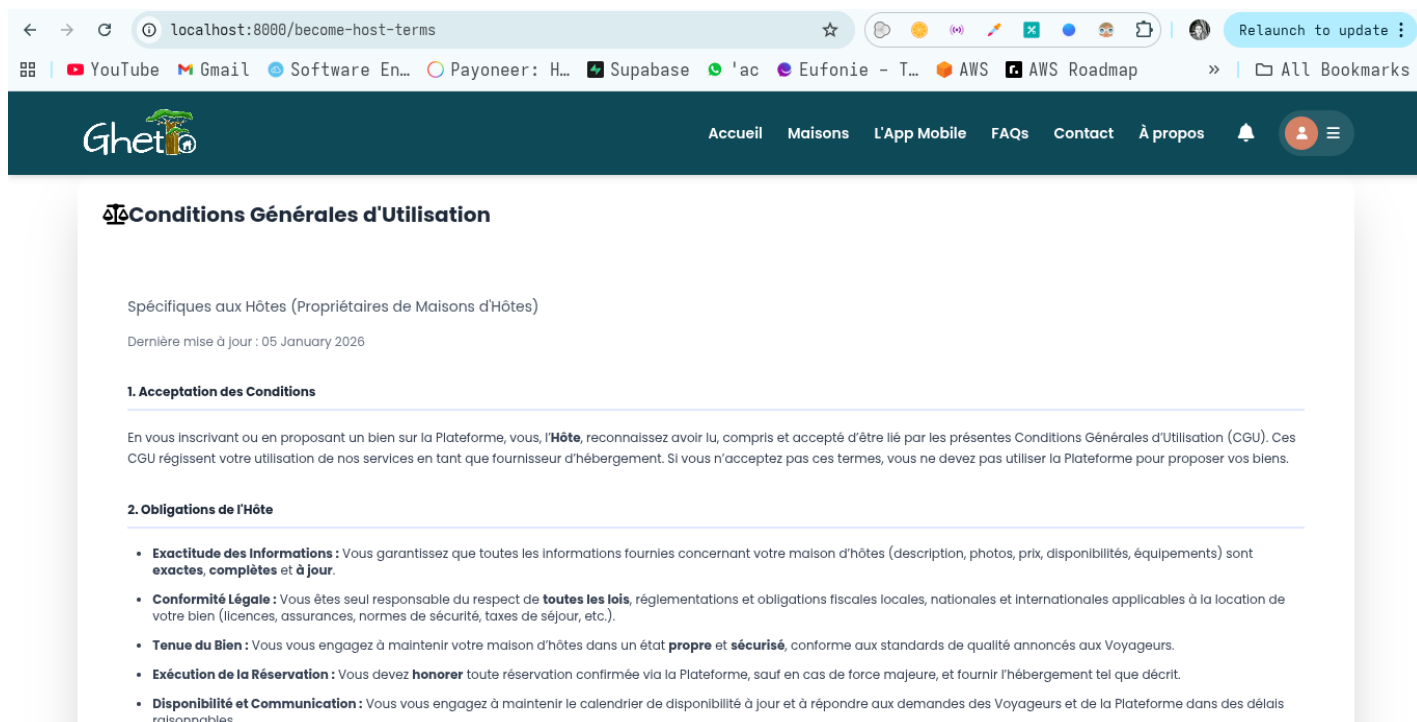 localhost:8000/become-host-terms
Relaunch to update
YouTube Gmail Software En… Payoneer: H… Supabase 'ac Eufonie – T… AWS AWS Roadmap » All Bookmarks
Ghetto
Accueil Maisons L'App Mobile FAQs Contact À propos
Conditions Générales d'Utilisation
Spécifiques aux Hôtes (Propriétaires de Maisons d'Hôtes)
Dernière mise à jour : 05 January 2026
1. Acceptation des Conditions
En vous inscrivant ou en proposant un bien sur la Plateforme, vous, l’Hôte, reconnaissez avoir lu, compris et accepté d’être lié par les présentes Conditions Générales d’Utilisation (CGU). Ces
CGU régissent votre utilisation de nos services en tant que fournisseur d’hébergement. Si vous n’acceptez pas ces termes, vous ne devez pas utiliser la Plateforme pour proposer vos biens.
2. Obligations de l'Hôte
• Exactitude des Informations : Vous garantissez que toutes les informations fournies concernant votre maison d’hôtes (description, photos, prix, disponibilités, équipements) sont
exactes, complètes et à jour.
• Conformité Légale : Vous êtes seul responsable du respect de toutes les lois, réglementations et obligations fiscales locales, nationales et internationales applicables à la location de
votre bien (licences, assurances, normes de sécurité, taxes de séjour, etc.).
• Tenue du Bien : Vous vous engagez à maintenir votre maison d’hôtes dans un état propre et sécurisé, conforme aux standards de qualité annoncés aux Voyageurs.
• Exécution de la Réservation : Vous devez honorer toute réservation confirmée via la Plateforme, sauf en cas de force majeure, et fournir l’hébergement tel que décrit.
• Disponibilité et Communication : Vous vous engagez à maintenir le calendrier de disponibilité à jour et à répondre aux demandes des Voyageurs et de la Plateforme dans des délais
raisonnables.